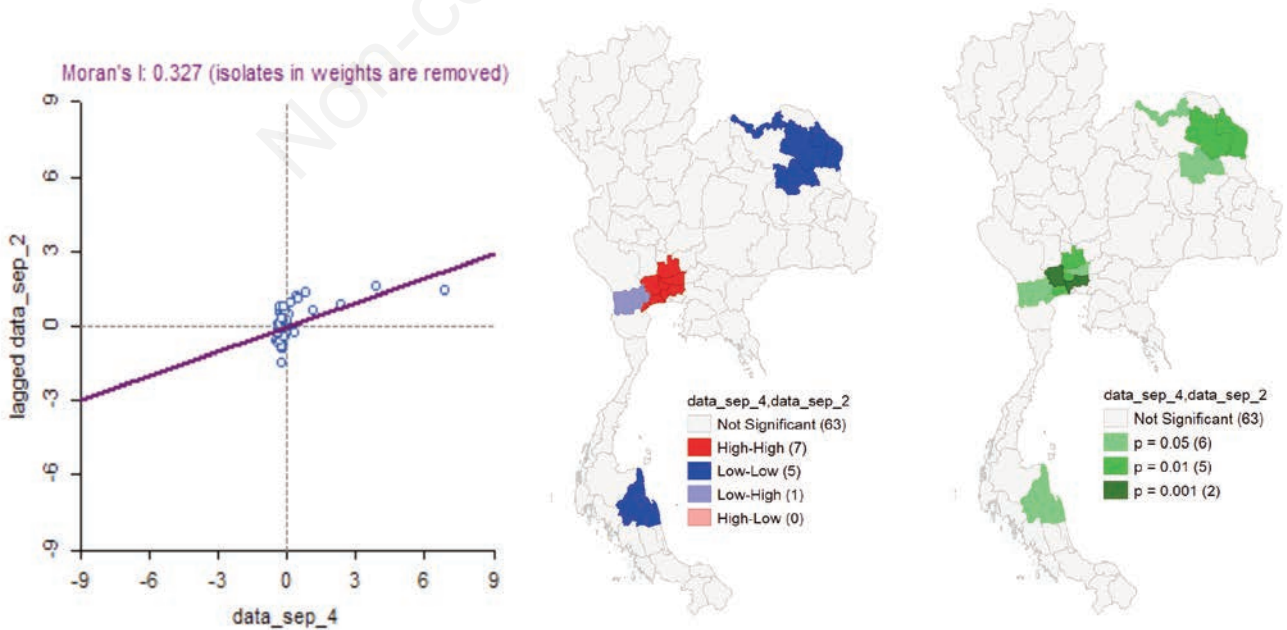 Non-co
Moran's I: 0.327 (isolates in weights are removed)
9
6
3
0
-3
-6
-9
lagged data_sep_2
-9 -6 -3 0 3 6 9
data_sep_4
data_sep_4,data_sep_2
Not Significant (63)
High-High (7)
Low-Low (5)
Low-High (1)
High-Low (0)
data_sep_4,data_sep_2
Not Significant (63)
p = 0.05 (6)
p = 0.01 (5)
p = 0.001 (2)